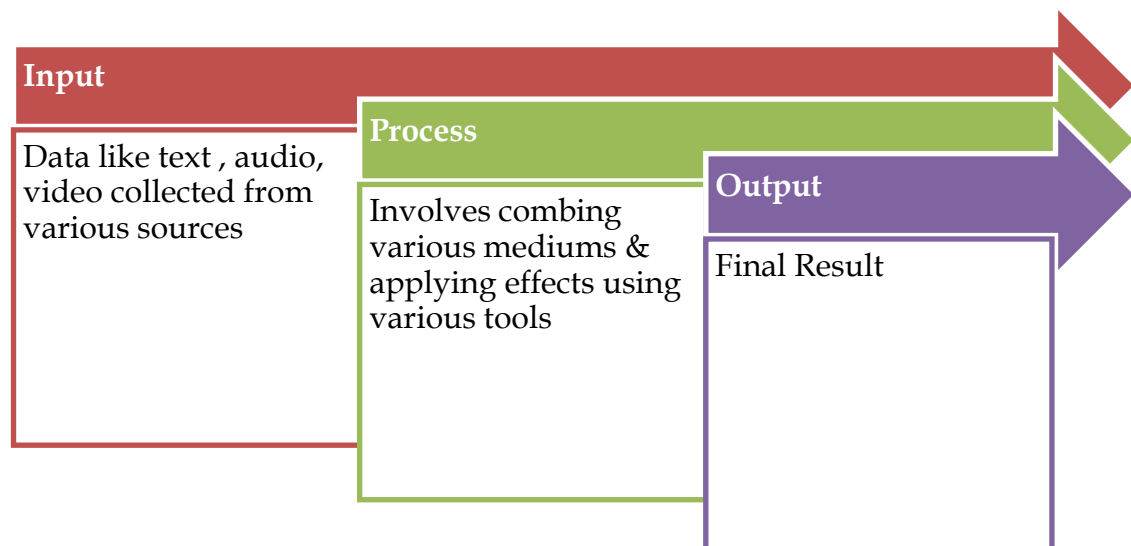 Input
Data like text , audio,
video collected from
various sources
Process
Involves combing
various mediums &
applying effects using
various tools
Output
Final Result